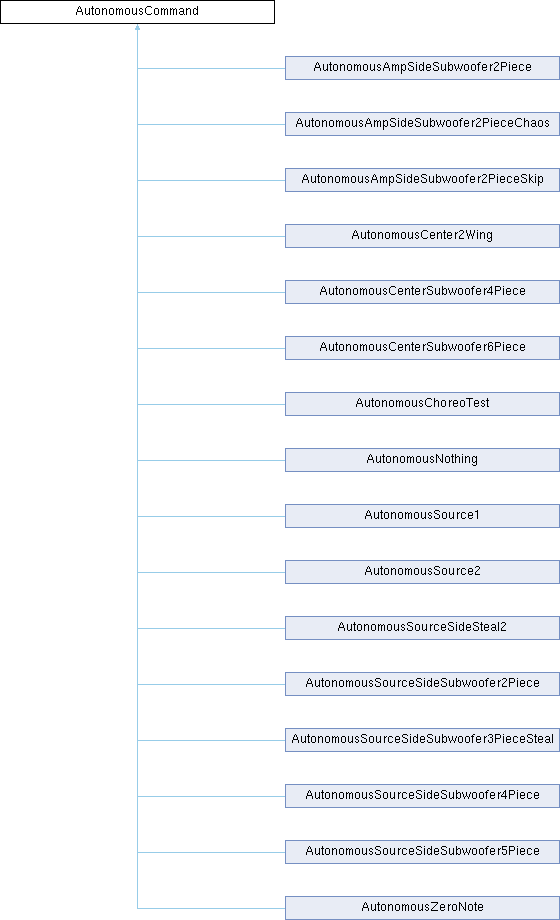 AutonomousCommand
AutonomousAmpSideSubwoofer2Piece
AutonomousAmpSideSubwoofer2PieceChaos
AutonomousAmpSideSubwoofer2PieceSkip
AutonomousCenter2Wing
AutonomousCenterSubwoofer4Piece
AutonomousCenterSubwoofer6Piece
AutonomousChoreoTest
AutonomousNothing
AutonomousSource1
AutonomousSource2
AutonomousSourceSideSteal2
AutonomousSourceSideSubwoofer2Piece
AutonomousSourceSideSubwoofer3PieceSteal
AutonomousSourceSideSubwoofer4Piece
AutonomousSourceSideSubwoofer5Piece
AutonomousZeroNote